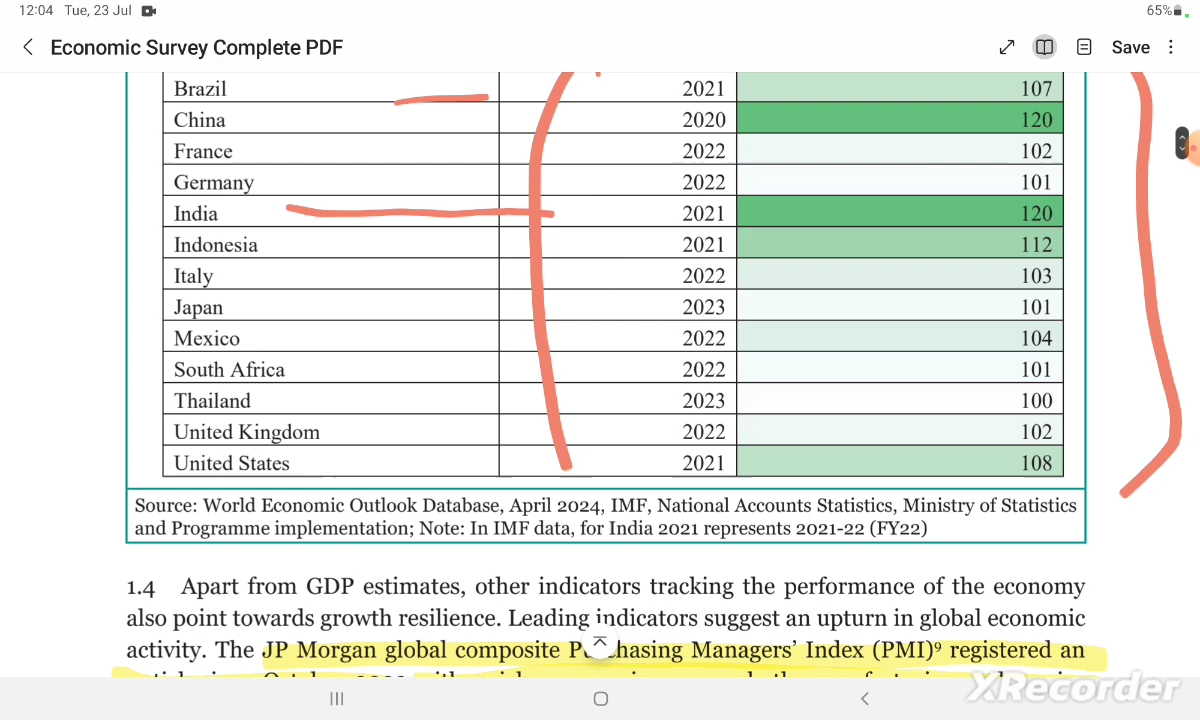 12:04 Tue, 23 Jul 65%
Economic Survey Complete PDF Save
Brazil 2021 107
China 2020 120
France 2022 102
Germany 2022 101
India 2021 120
Indonesia 2021 112
Italy 2022 103
Japan 2023 101
Mexico 2022 104
South Africa 2022 101
Thailand 2023 100
United Kingdom 2022 102
United States 2021 108
Source: World Economic Outlook Database, April 2024, IMF, National Accounts Statistics, Ministry of Statistics
and Programme implementation; Note: In IMF data, for India 2021 represents 2021-22 (FY22)
1.4 Apart from GDP estimates, other indicators tracking the performance of the economy
also point towards growth resilience. Leading indicators suggest an upturn in global economic
activity. The JP Morgan global composite Managers' Index (PMI)9 registered an
XRecorder